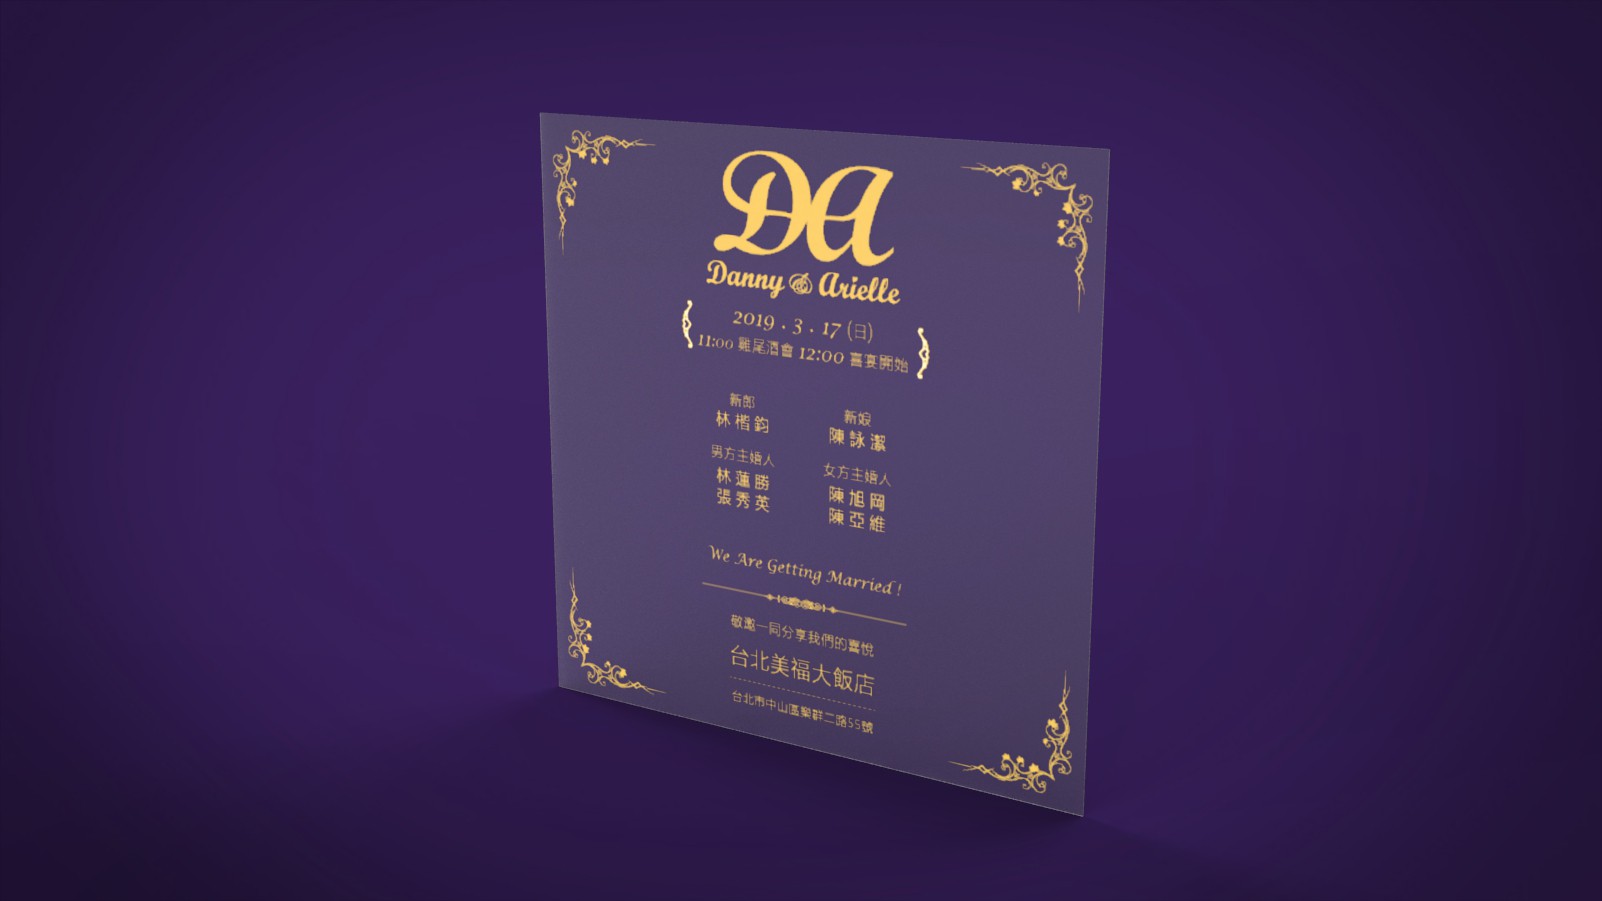 DA
Danny & Arielle
2019 . 3 . 17 (日)
11:00 雞尾酒會 12:00 喜宴開始
新郎
林楷鈞
男方主婚人
林蓮勝
張秀英
新娘
陳詠潔
女方主婚人
陳旭岡
陳亞維
We Are Getting Married !
敬邀一同分享我們的喜悅
台北美福大飯店
台北市中山區樂群二路55號